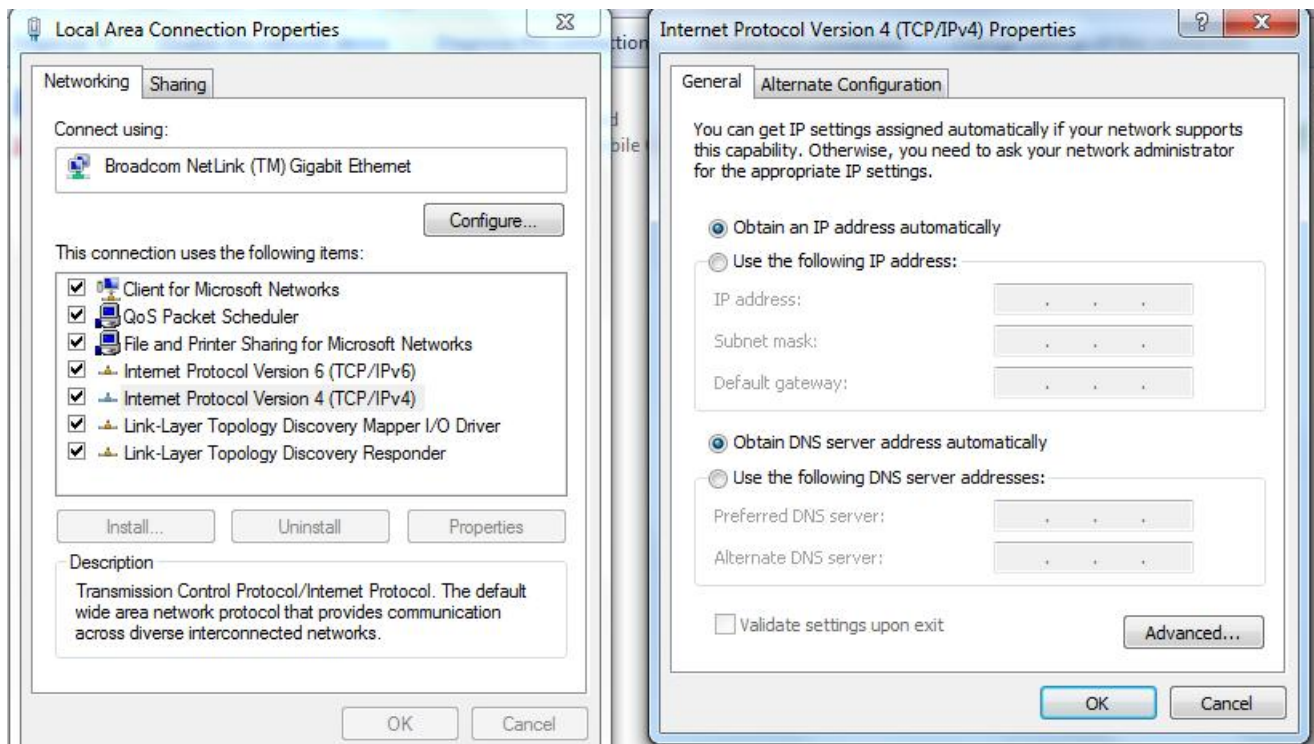 Local Area Connection Properties
Networking
Sharing
Connect using:
Broadcom NetLink (TM) Gigabit Ethernet
Configure...
This connection uses the following items:
Client for Microsoft Networks
QoS Packet Scheduler
File and Printer Sharing for Microsoft Networks
Internet Protocol Version 6 (TCP/IPv6)
Internet Protocol Version 4 (TCP/IPv4)
Link-Layer Topology Discovery Mapper I/O Driver
Link-Layer Topology Discovery Responder
Install...
Uninstall
Properties
Description
Transmission Control Protocol/Internet Protocol. The default
wide area network protocol that provides communication
across diverse interconnected networks.
OK
Cancel
Internet Protocol Version 4 (TCP/IPv4) Properties
General
Alternate Configuration
You can get IP settings assigned automatically if your network supports
this capability. Otherwise, you need to ask your network administrator
for the appropriate IP settings.
Obtain an IP address automatically
Use the following IP address:
IP address:
Subnet mask:
Default gateway:
Obtain DNS server address automatically
Use the following DNS server addresses:
Preferred DNS server:
Alternate DNS server:
Validate settings upon exit
Advanced...
OK
Cancel